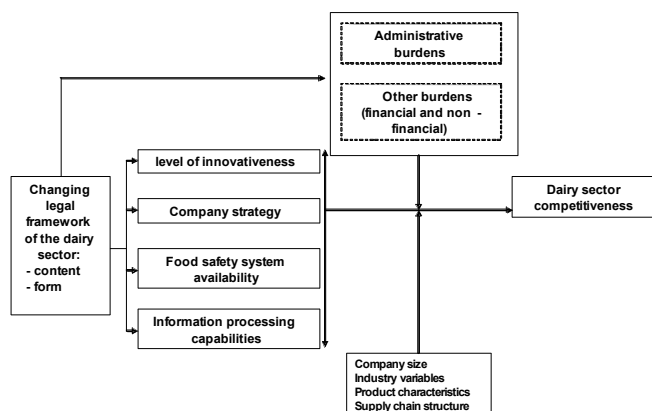 Administrative
burdens
Other burdens
(financial and non -
financial)
level of innovativeness
Company strategy
Food safety system
availability
Information processing
capabilities
Changing
legal
framework
of the dairy
sector:
- content
- form
Dairy sector
competitiveness
Company size
Industry variables
Product characteristics
Supply chain structure